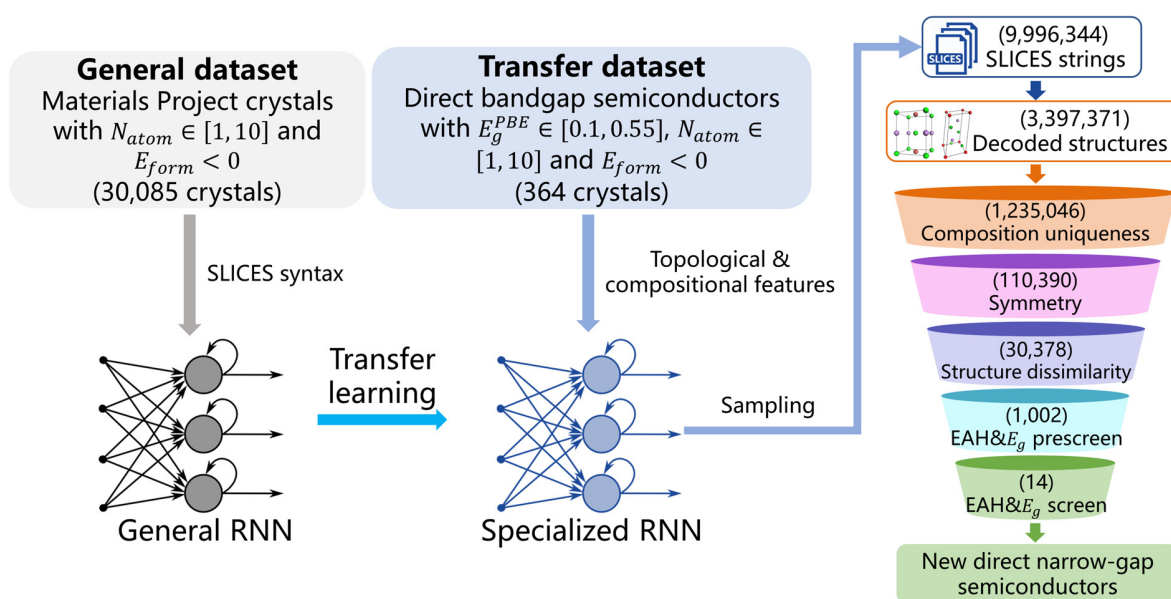 General dataset
Materials Project crystals
with N_atom ∈ [1, 10] and
E_form < 0
(30,085 crystals)
Transfer dataset
Direct bandgap semiconductors
with E_g^PBE ∈ [0.1, 0.55], N_atom ∈
[1, 10] and E_form < 0
(364 crystals)
SLICES syntax
Topological &
compositional features
Transfer
learning
General RNN
Specialized RNN
Sampling
SLICES
(9,996,344)
SLICES strings
(3,397,371)
Decoded structures
(1,235,046)
Composition uniqueness
(110,390)
Symmetry
(30,378)
Structure dissimilarity
(1,002)
EAH&E_g prescreen
(14)
EAH&E_g screen
New direct narrow-gap
semiconductors